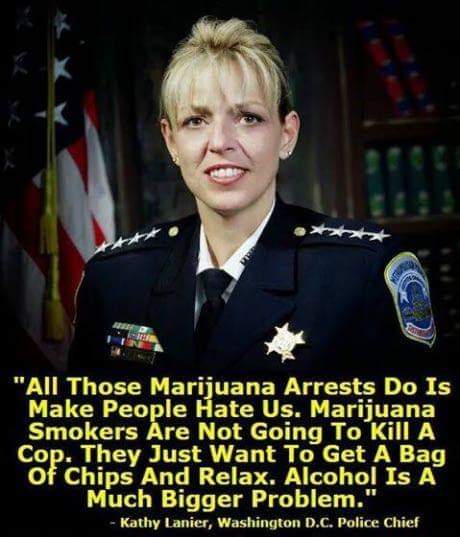 "All Those Marijuana Arrests Do Is
Make People Hate Us. Marijuana
Smokers Are Not Going To Kill A
Cop. They Just Want To Get A Bag
Of Chips And Relax. Alcohol Is A
Much Bigger Problem."
- Kathy Lanier, Washington D.C. Police Chief